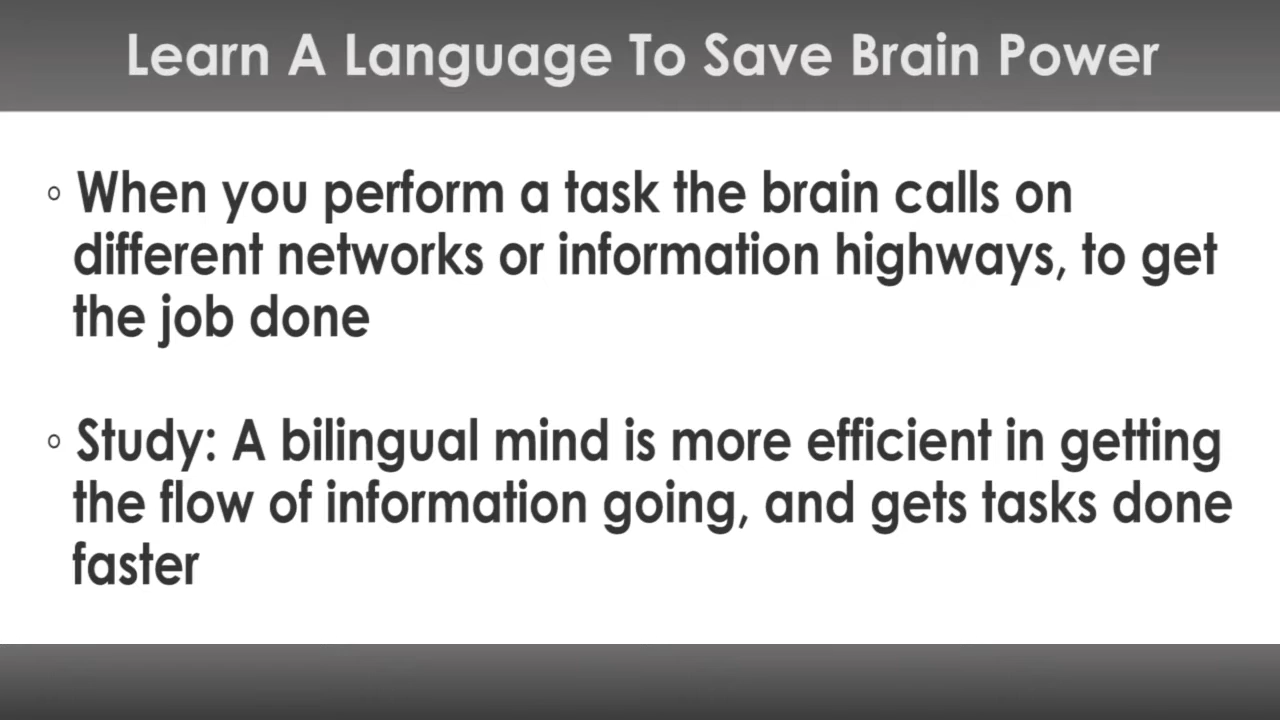 Learn A Language To Save Brain Power
◦ When you perform a task the brain calls on
different networks or information highways, to get
the job done
◦ Study: A bilingual mind is more efficient in getting
the flow of information going, and gets tasks done
faster